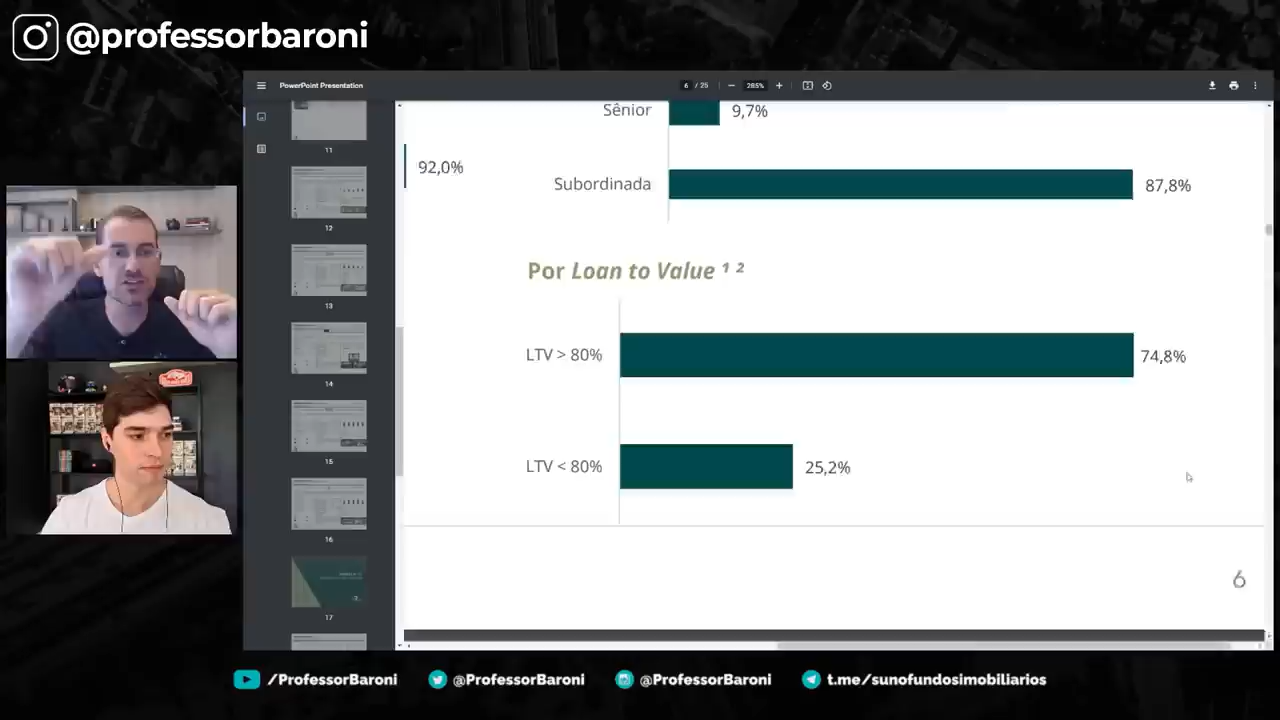 @professorbaroni
PowerPoint Presentation
6 / 25
285%
11
12
13
14
15
16
17
Sênior 9,7%
92,0%
Subordinada 87,8%
Por Loan to Value ¹ ²
LTV > 80% 74,8%
LTV < 80% 25,2%
6
/ProfessorBaroni @ProfessorBaroni @ProfessorBaroni t.me/sunofundosimobiliarios